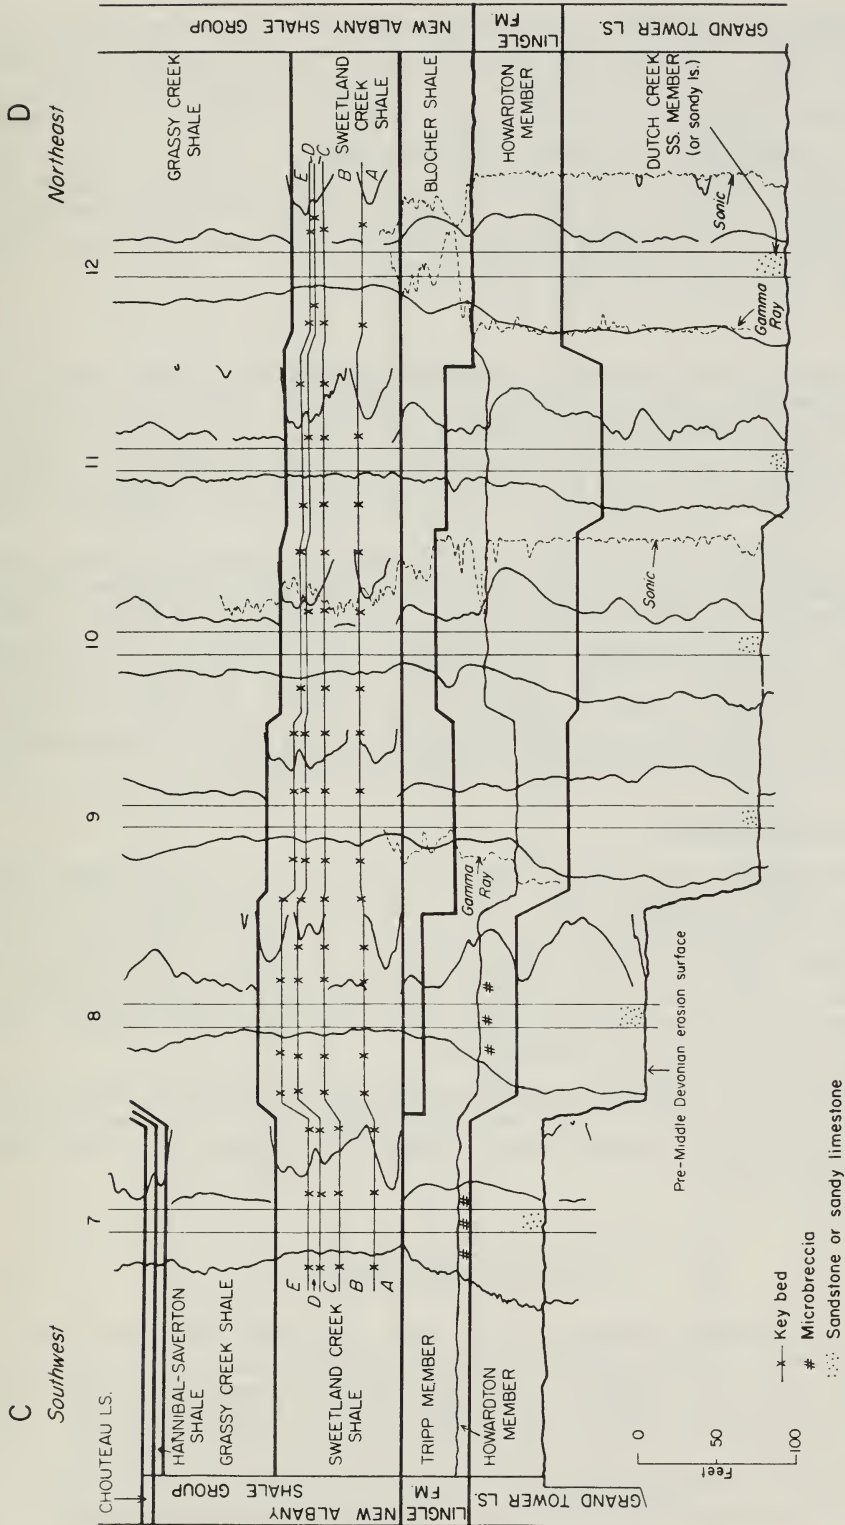 C
Southwest
D
Northeast
7
8
9
10
11
12
CHOUTEAU LS.
HANNIBAL-SAVERTON
SHALE
GRASSY CREEK SHALE
SWEETLAND CREEK
SHALE
E
D
C
B
A
TRIPP MEMBER
HOWARDTON
MEMBER
NEW ALBANY
SHALE GROUP
LINGLE
FM.
GRAND TOWER LS.
GRASSY CREEK
SHALE
E
D
C
B
A
SWEETLAND
CREEK
SHALE
BLOCHER SHALE
HOWARDTON
MEMBER
DUTCH CREEK
SS. MEMBER
(or sandy ls.)
NEW ALBANY SHALE GROUP
LINGLE
FM.
GRAND TOWER LS.
Gamma
Ray
Sonic
Gamma
Ray
Sonic
Pre-Middle Devonian erosion surface
0
50
100
Feet
x Key bed
# Microbreccia
Sandstone or sandy limestone